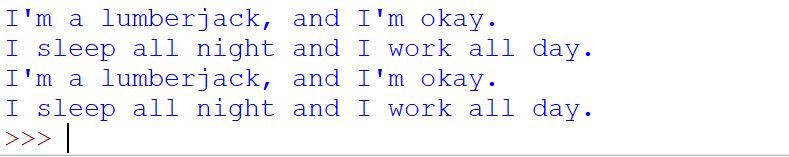 I'm a lumberjack, and I'm okay.
I sleep all night and I work all day.
I'm a lumberjack, and I'm okay.
I sleep all night and I work all day.
>>>